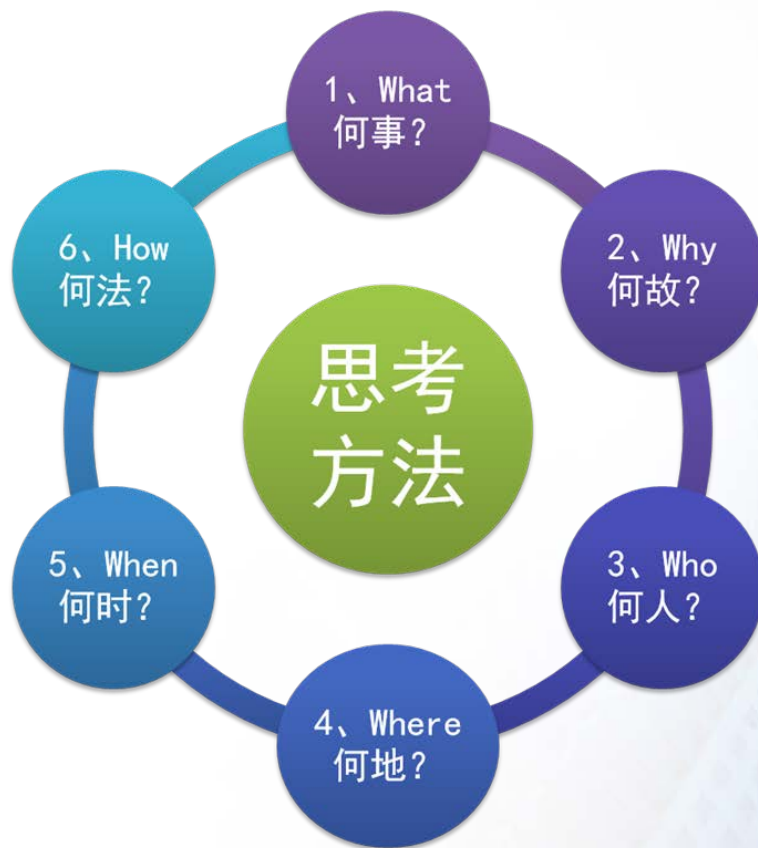 1、What
何事？
2、Why
何故？
3、Who
何人？
4、Where
何地？
5、When
何时？
6、How
何法？
思考
方法